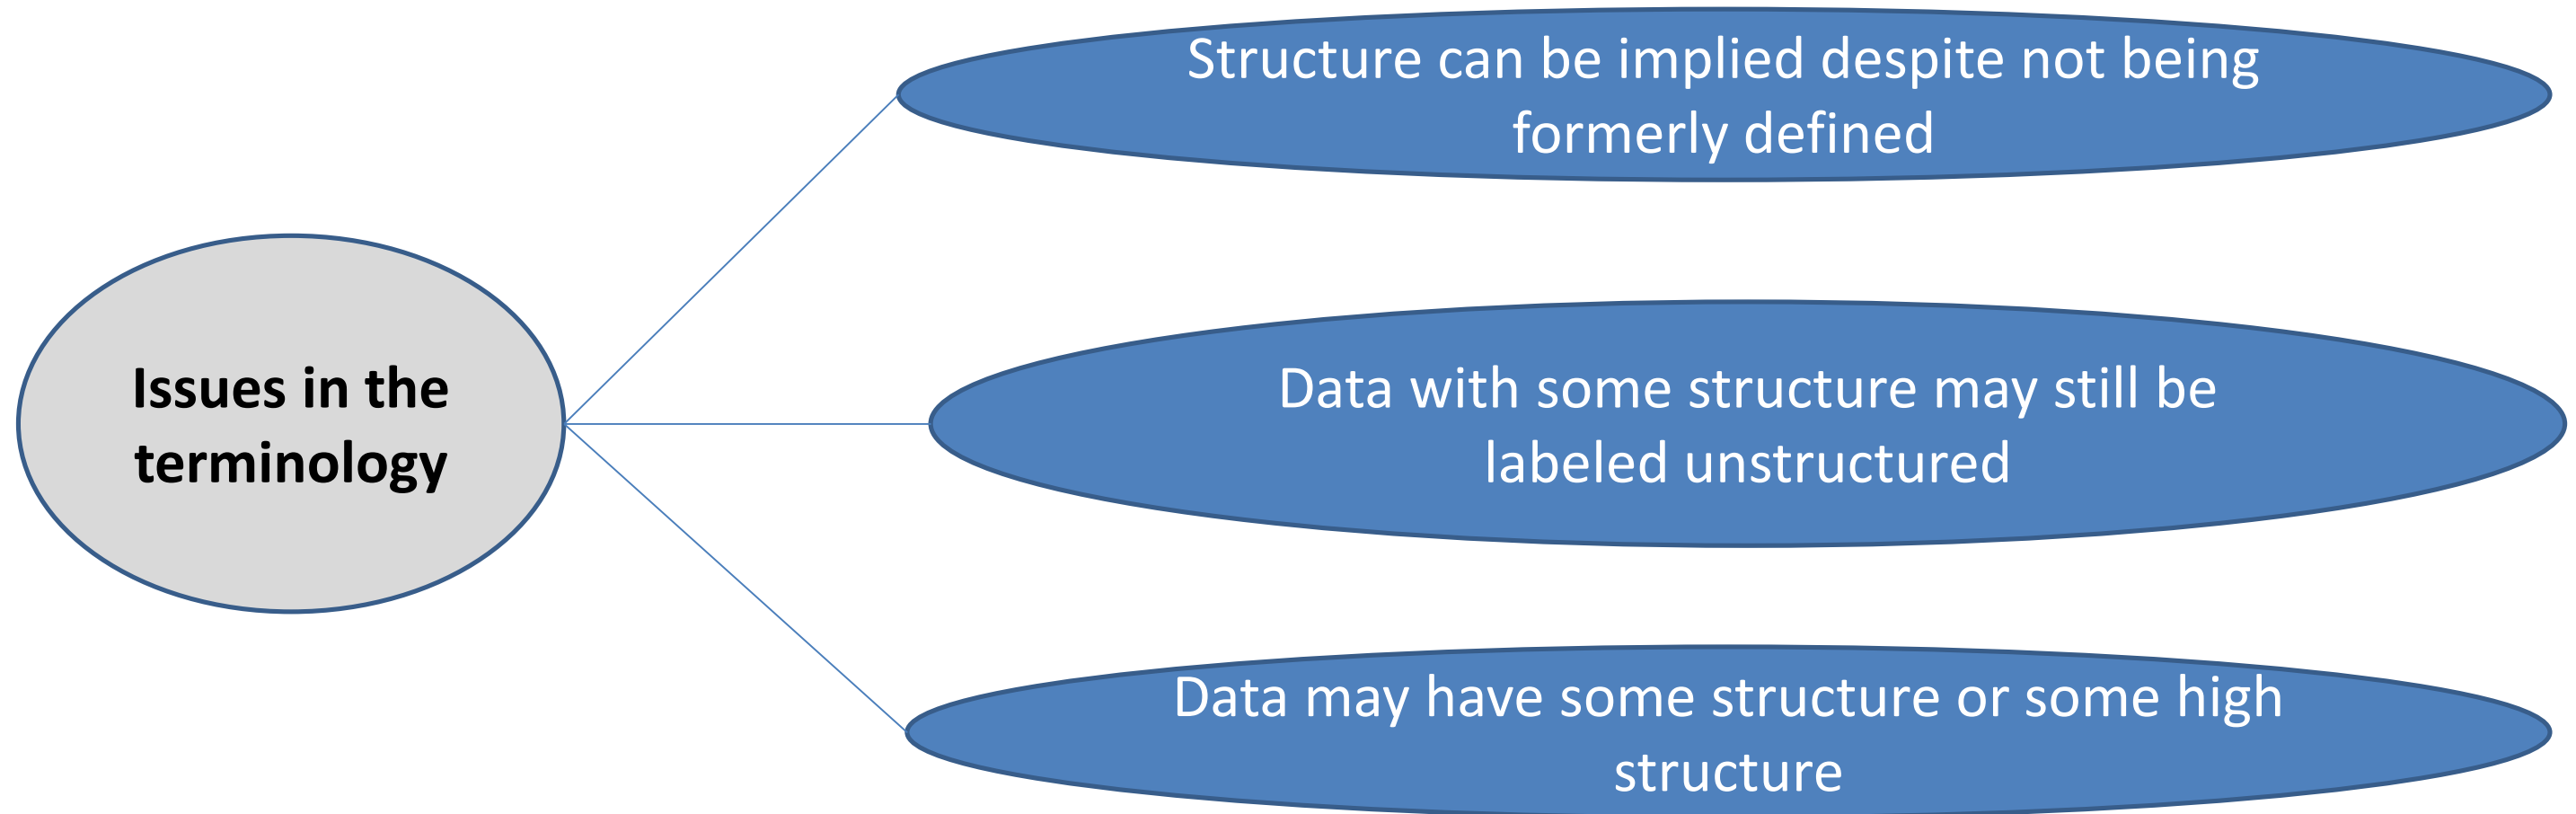 Issues in the
terminology
Structure can be implied despite not being
formerly defined
Data with some structure may still be
labeled unstructured
Data may have some structure or some high
structure